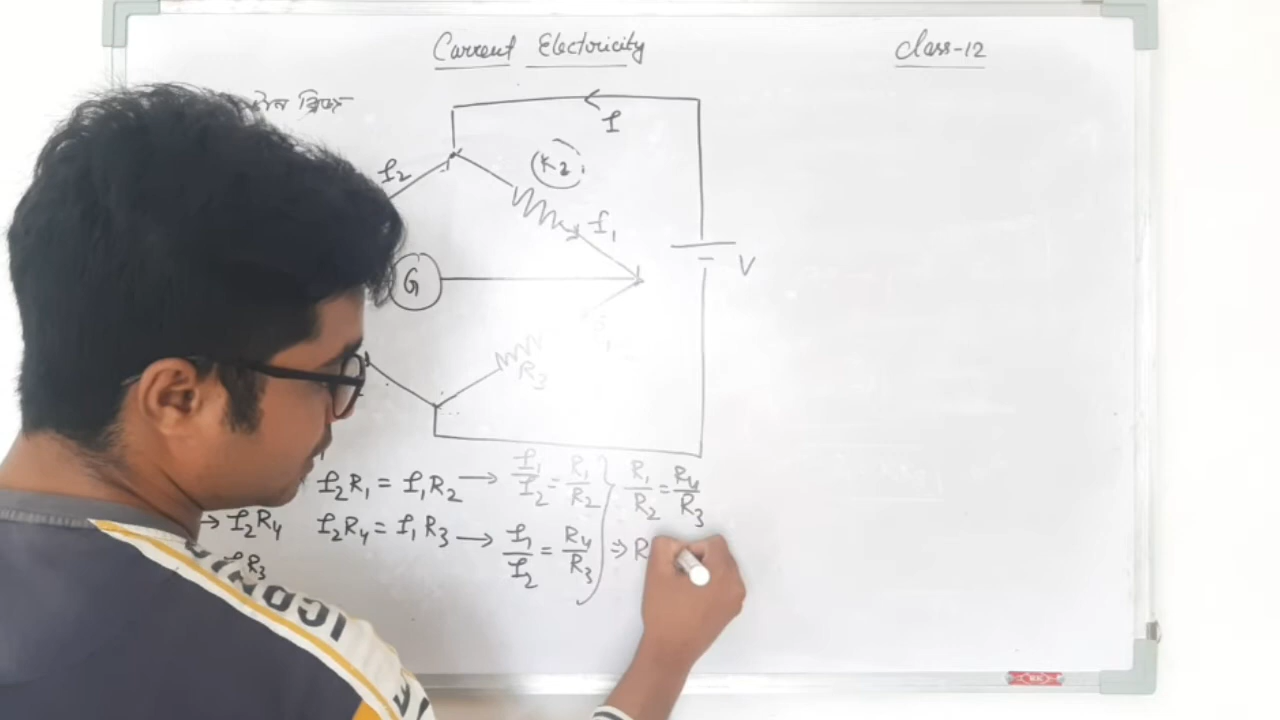 Current Electricity
Class-12
ব্রিজ
I
I₂
R₂
I₁
G
V
R₃
I₂R₁ = I₁R₂ → I₁/I₂ = R₁/R₂
R₁/R₂ = R₄/R₃
→ I₂R₄
I₂R₄ = I₁R₃ → I₁/I₂ = R₄/R₃
⇒ R
R₃